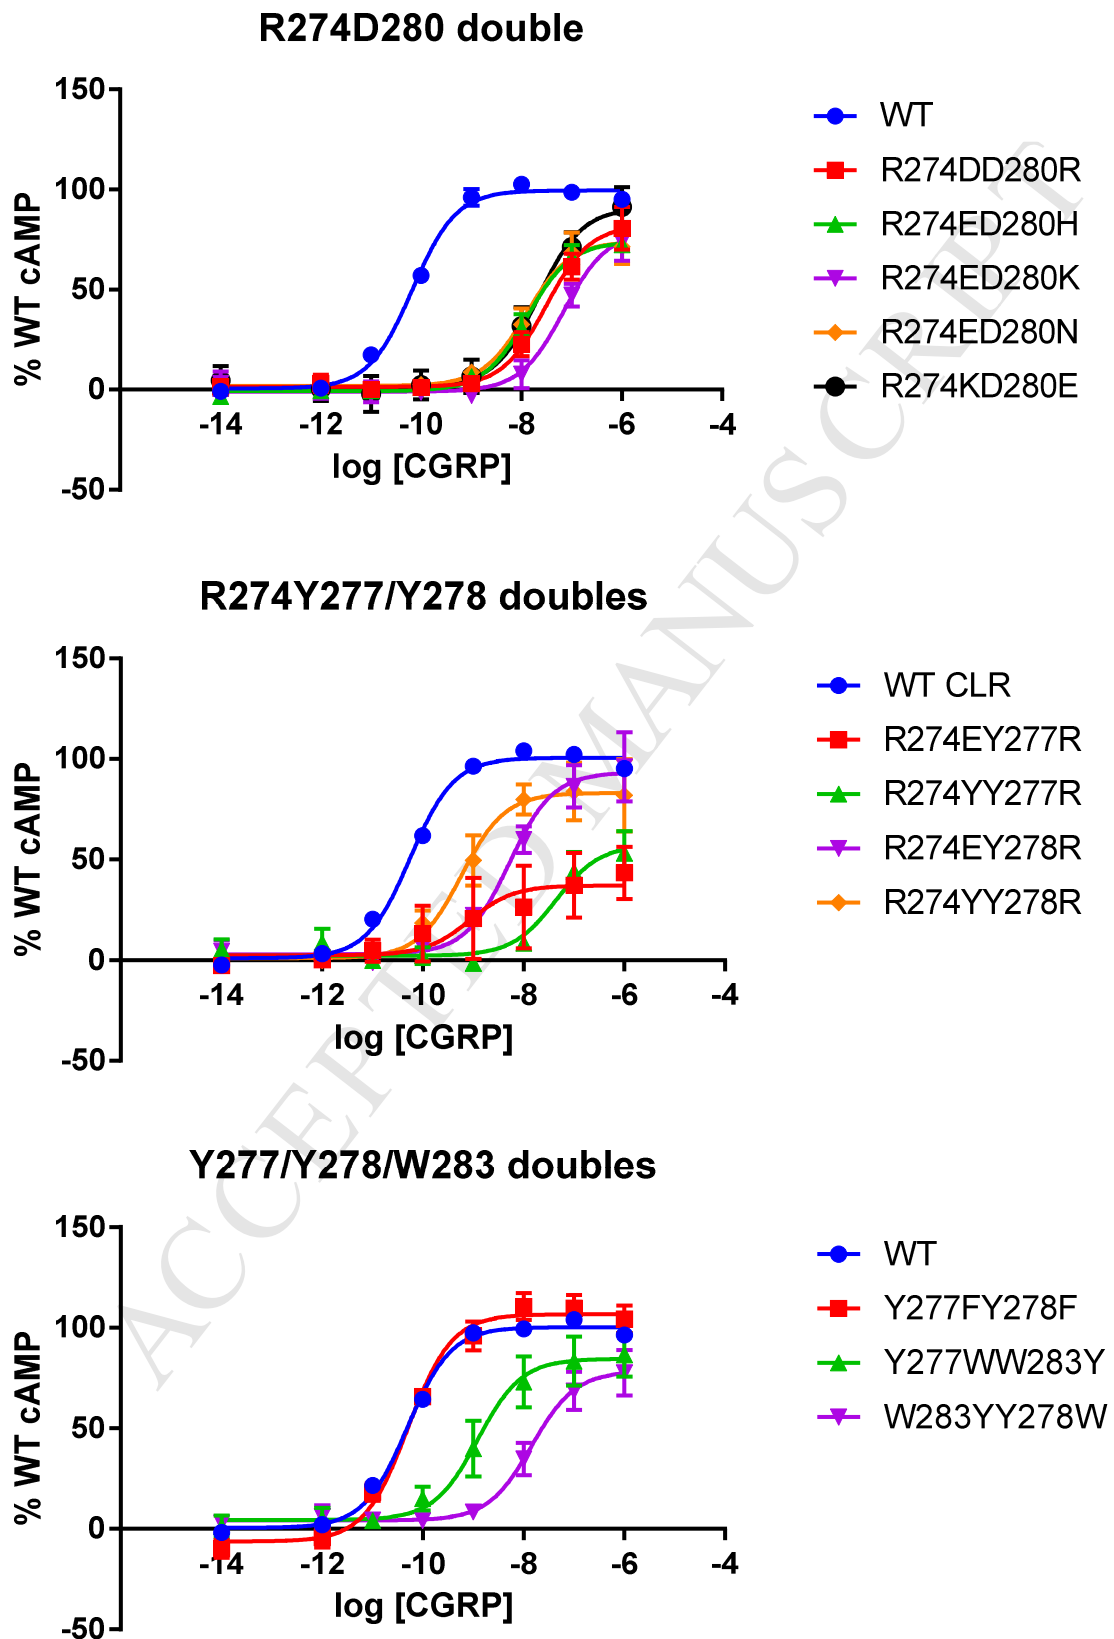 R274D280 double
150
100
50
0
-50
% WT cAMP
-14 -12 -10 -8 -6 -4
log [CGRP]
WT
R274DD280R
R274ED280H
R274ED280K
R274ED280N
R274KD280E
R274Y277/Y278 doubles
150
100
50
0
-50
% WT cAMP
-14 -12 -10 -8 -6 -4
log [CGRP]
WT CLR
R274EY277R
R274YY277R
R274EY278R
R274YY278R
Y277/Y278/W283 doubles
150
100
50
0
-50
% WT cAMP
-14 -12 -10 -8 -6 -4
log [CGRP]
WT
Y277FY278F
Y277WW283Y
W283YY278W
ACCEPTED MANUSCRIPT